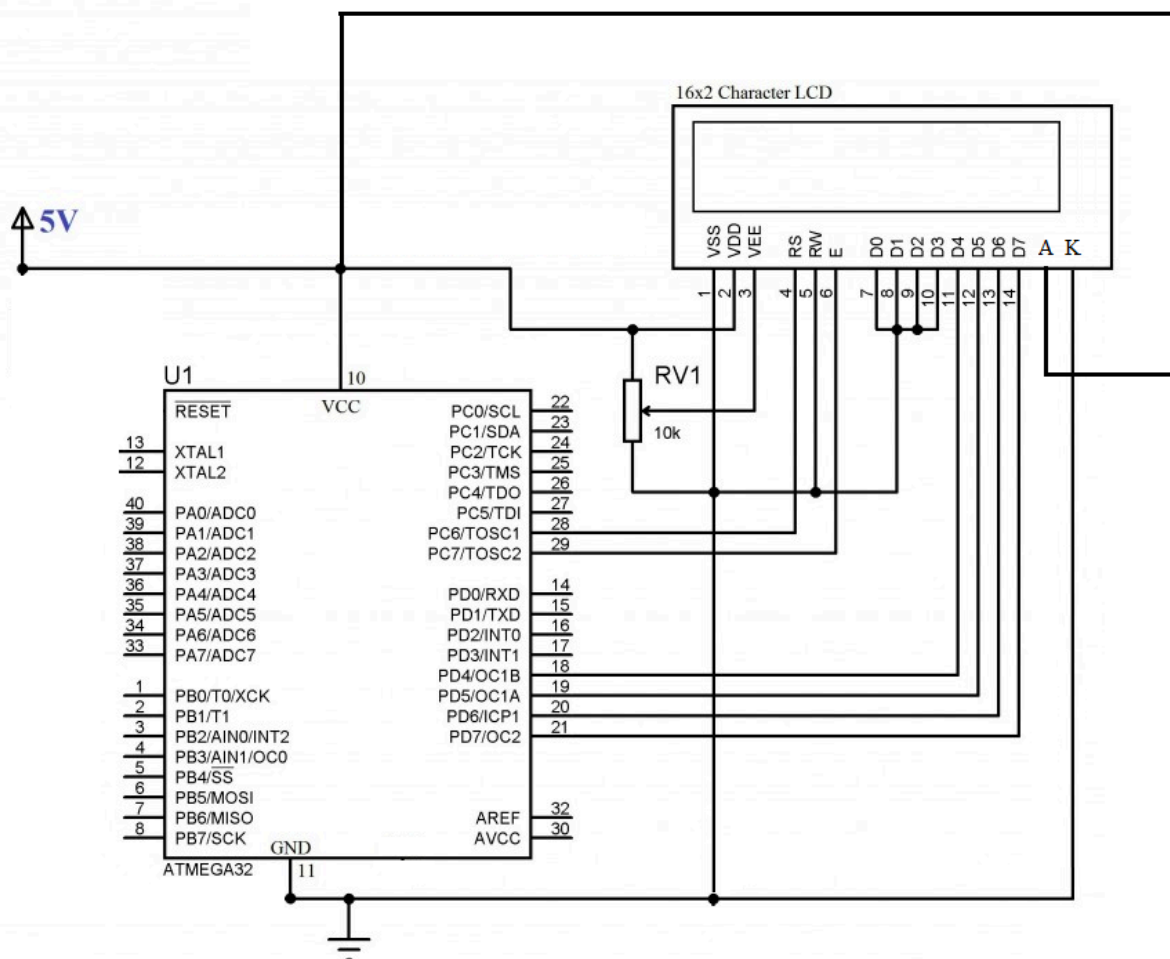 16x2 Character LCD
5V
VSS
VDD
VEE
RS
RW
E
D0
D1
D2
D3
D4
D5
D6
D7
A K
1
2
3
4
5
6
7
8
9
10
11
12
13
14
U1
10
VCC
RV1
10k
RESET
13 XTAL1
12 XTAL2
40 PA0/ADC0
39 PA1/ADC1
38 PA2/ADC2
37 PA3/ADC3
36 PA4/ADC4
35 PA5/ADC5
34 PA6/ADC6
33 PA7/ADC7
1 PB0/T0/XCK
2 PB1/T1
3 PB2/AIN0/INT2
4 PB3/AIN1/OC0
5 PB4/SS
6 PB5/MOSI
7 PB6/MISO
8 PB7/SCK
PC0/SCL 22
PC1/SDA 23
PC2/TCK 24
PC3/TMS 25
PC4/TDO 26
PC5/TDI 27
PC6/TOSC1 28
PC7/TOSC2 29
PD0/RXD 14
PD1/TXD 15
PD2/INT0 16
PD3/INT1 17
PD4/OC1B 18
PD5/OC1A 19
PD6/ICP1 20
PD7/OC2 21
AREF 32
AVCC 30
GND
11
ATMEGA32